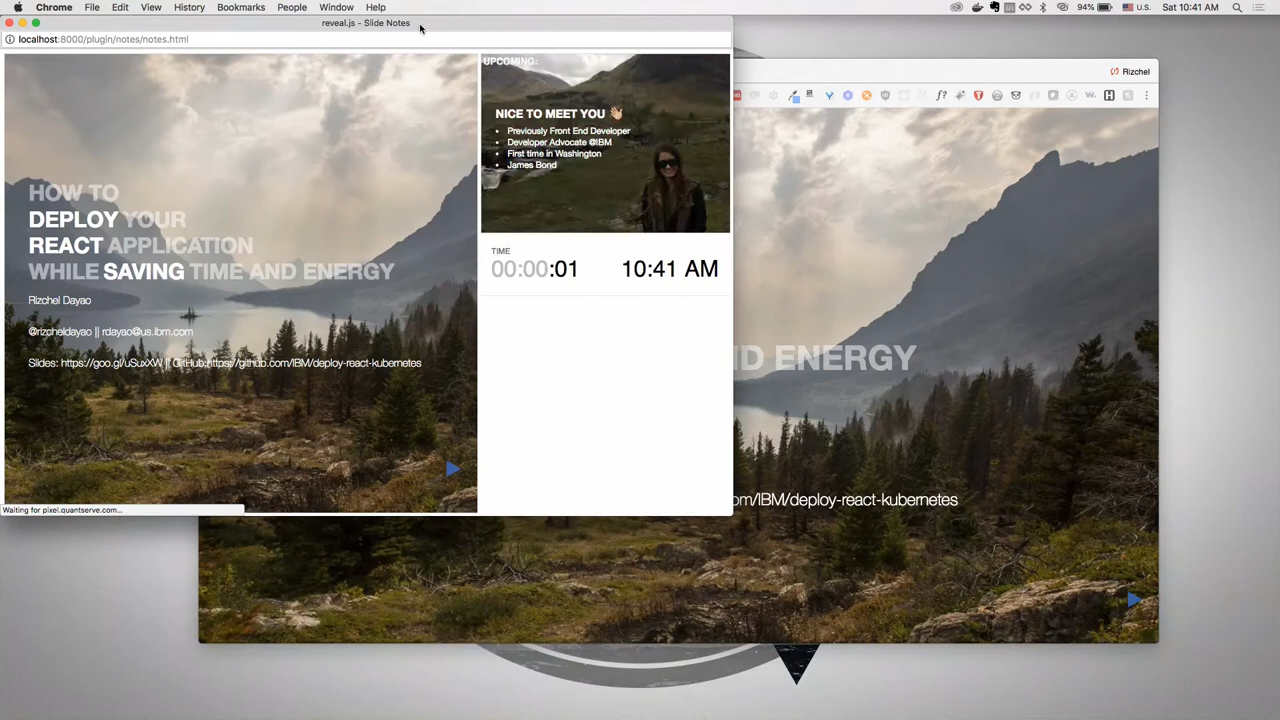 Chrome File Edit View History Bookmarks People Window Help
94% U.S. Sat 10:41 AM
reveal.js - Slide Notes
localhost:8000/plugin/notes/notes.html
Rizchel
HOW TO
DEPLOY YOUR
REACT APPLICATION
WHILE SAVING TIME AND ENERGY
Rizchel Dayao
@rizcheldayao || rdayao@us.ibm.com
Slides: https://goo.gl/uSuxXW || GitHub:https://github.com/IBM/deploy-react-kubernetes
Waiting for pixel.quantserve.com...
UPCOMING:
NICE TO MEET YOU 👋🏼
• Previously Front End Developer
• Developer Advocate @IBM
• First time in Washington
• James Bond
TIME
00:00:01 10:41 AM
D ENERGY
om/IBM/deploy-react-kubernetes